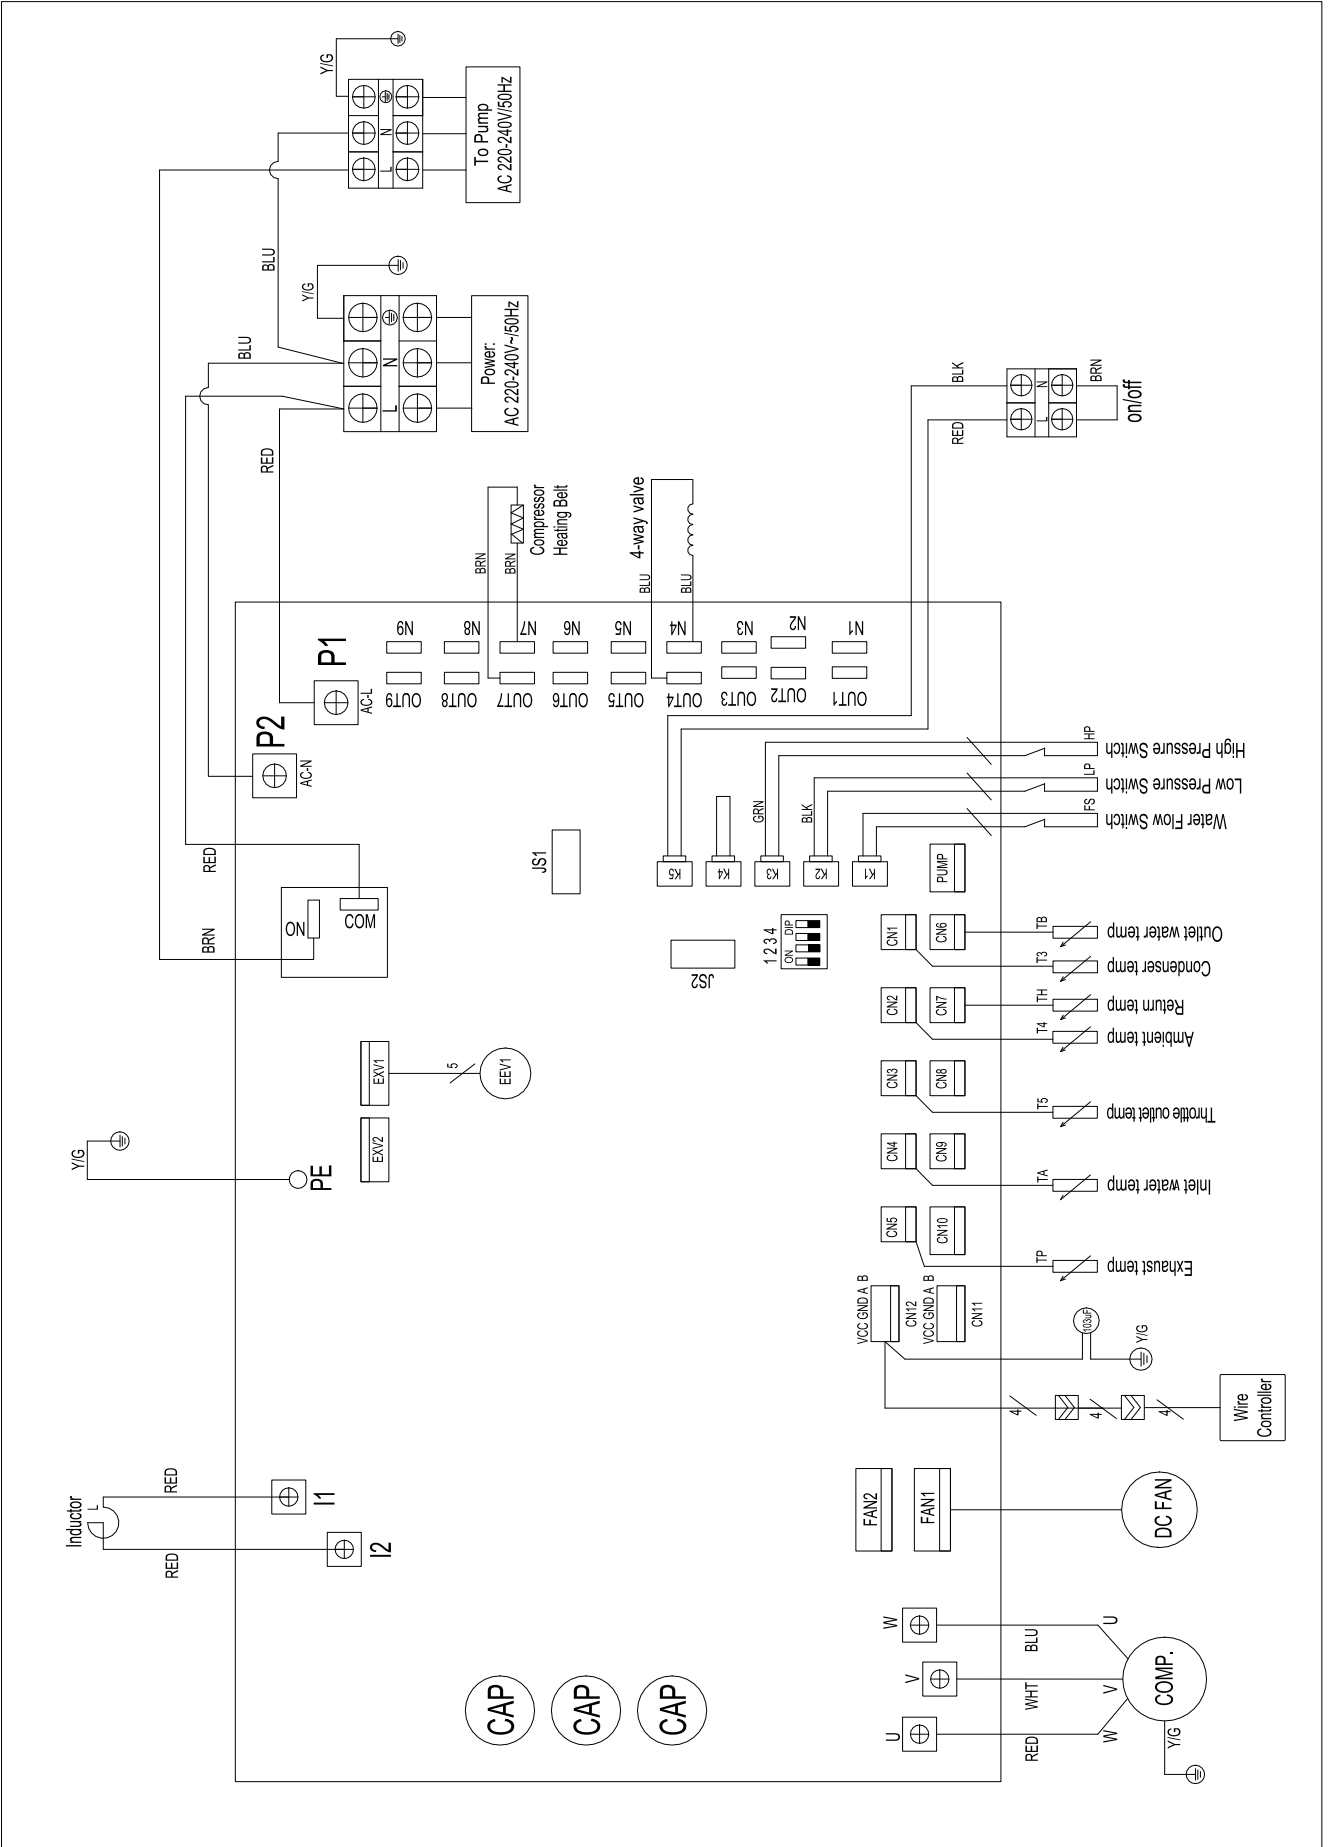 Y/G
To Pump
AC 220-240V/50Hz
N
L
BLU
Y/G
Power:
AC 220-240V~/50Hz
N
L
BLU
RED
BLK
RED
N
L
BRN
on/off
BRN
BRN
Compressor
Heating Belt
4-way valve
BLU
BLU
P1
AC-L
P2
AC-N
N9
N8
N7
N6
N5
N4
N3
N2
N1
OUT9
OUT8
OUT7
OUT6
OUT5
OUT4
OUT3
OUT2
OUT1
RED
BRN
ON
COM
JS1
JS2
K5
K4
K3
K2
K1
GRN
BLK
HP
High Pressure Switch
LP
Low Pressure Switch
FS
Water Flow Switch
PUMP
1 2 3 4
ON DIP
CN1
CN6
TB
Outlet water temp
T3
Condenser temp
CN2
CN7
TH
Return temp
T4
Ambient temp
CN3
CN8
T5
Throttle outlet temp
CN4
CN9
TA
Inlet water temp
CN5
CN10
TP
Exhaust temp
EXV1
5
EEV1
EXV2
Y/G
PE
VCC GND A B
CN12
VCC GND A B
CN11
103uF
Y/G
4
4
4
Wire
Controller
Inductor
L
RED
RED
I1
I2
FAN2
FAN1
DC FAN
CAP
CAP
CAP
W
V
U
BLU
WHT
RED
U
V
W
COMP.
Y/G